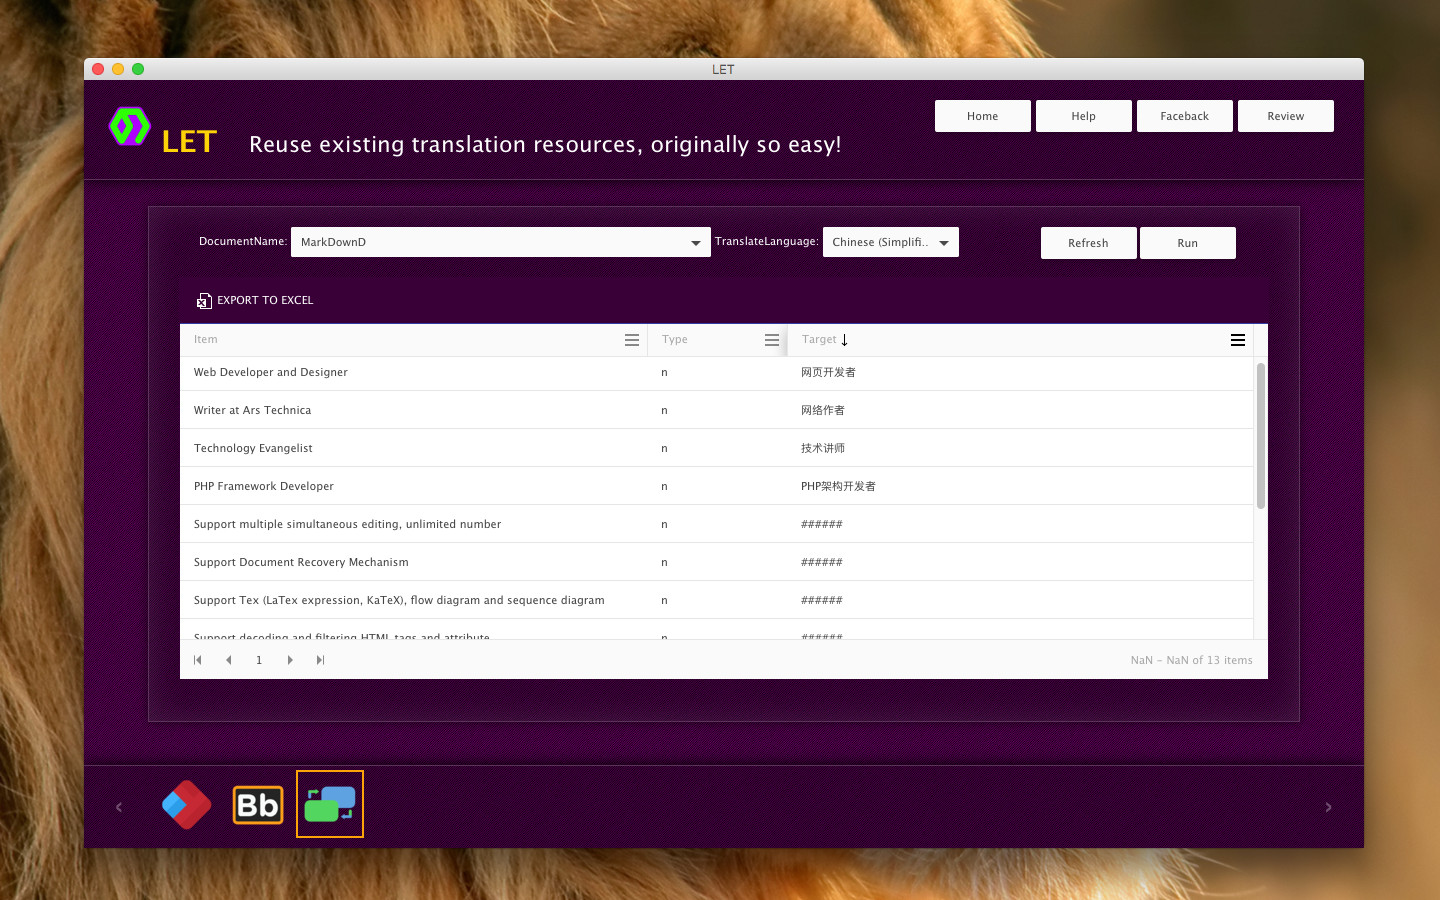 LET
LET
Reuse existing translation resources, originally so easy!
Home
Help
Faceback
Review
DocumentName:
MarkDownD
TranslateLanguage:
Chinese (Simplifi..
Refresh
Run
EXPORT TO EXCEL
Item
Type
Target
Web Developer and Designer
n
网页开发者
Writer at Ars Technica
n
网络作者
Technology Evangelist
n
技术讲师
PHP Framework Developer
n
PHP架构开发者
Support multiple simultaneous editing, unlimited number
n
######
Support Document Recovery Mechanism
n
######
Support Tex (LaTex expression, KaTeX), flow diagram and sequence diagram
n
######
Support decoding and filtering HTML tags and attribute
n
######
1
NaN - NaN of 13 items
Bb